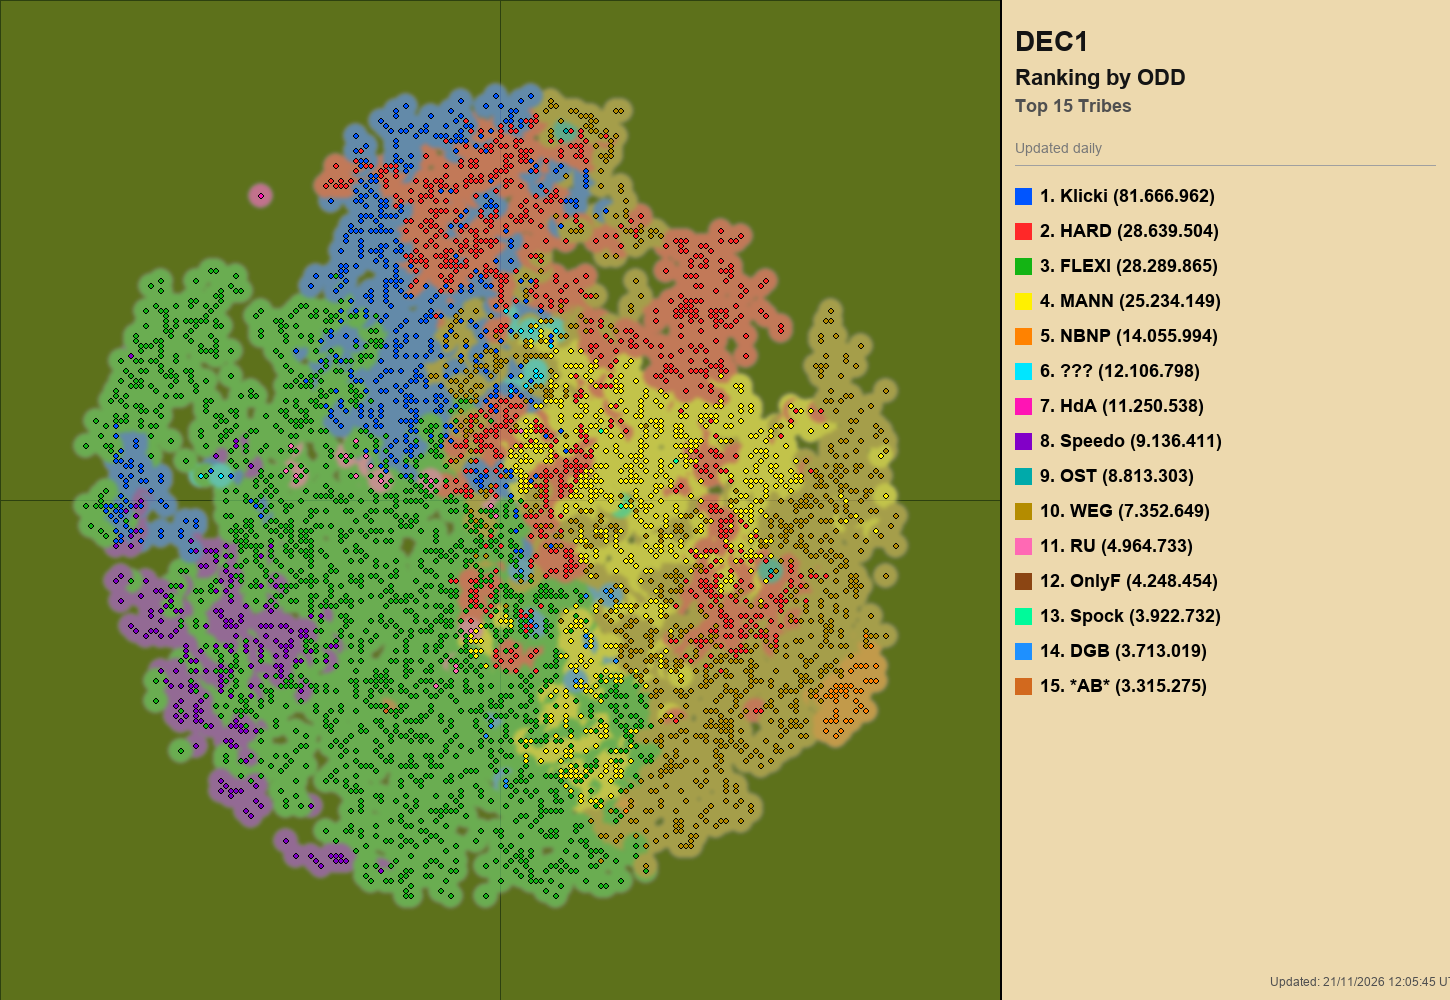 DEC1
Ranking by ODD
Top 15 Tribes
Updated daily
1. Klicki (81.666.962)
2. HARD (28.639.504)
3. FLEXI (28.289.865)
4. MANN (25.234.149)
5. NBNP (14.055.994)
6. ??? (12.106.798)
7. HdA (11.250.538)
8. Speedo (9.136.411)
9. OST (8.813.303)
10. WEG (7.352.649)
11. RU (4.964.733)
12. OnlyF (4.248.454)
13. Spock (3.922.732)
14. DGB (3.713.019)
15. *AB* (3.315.275)
Updated: 21/11/2026 12:05:45 U